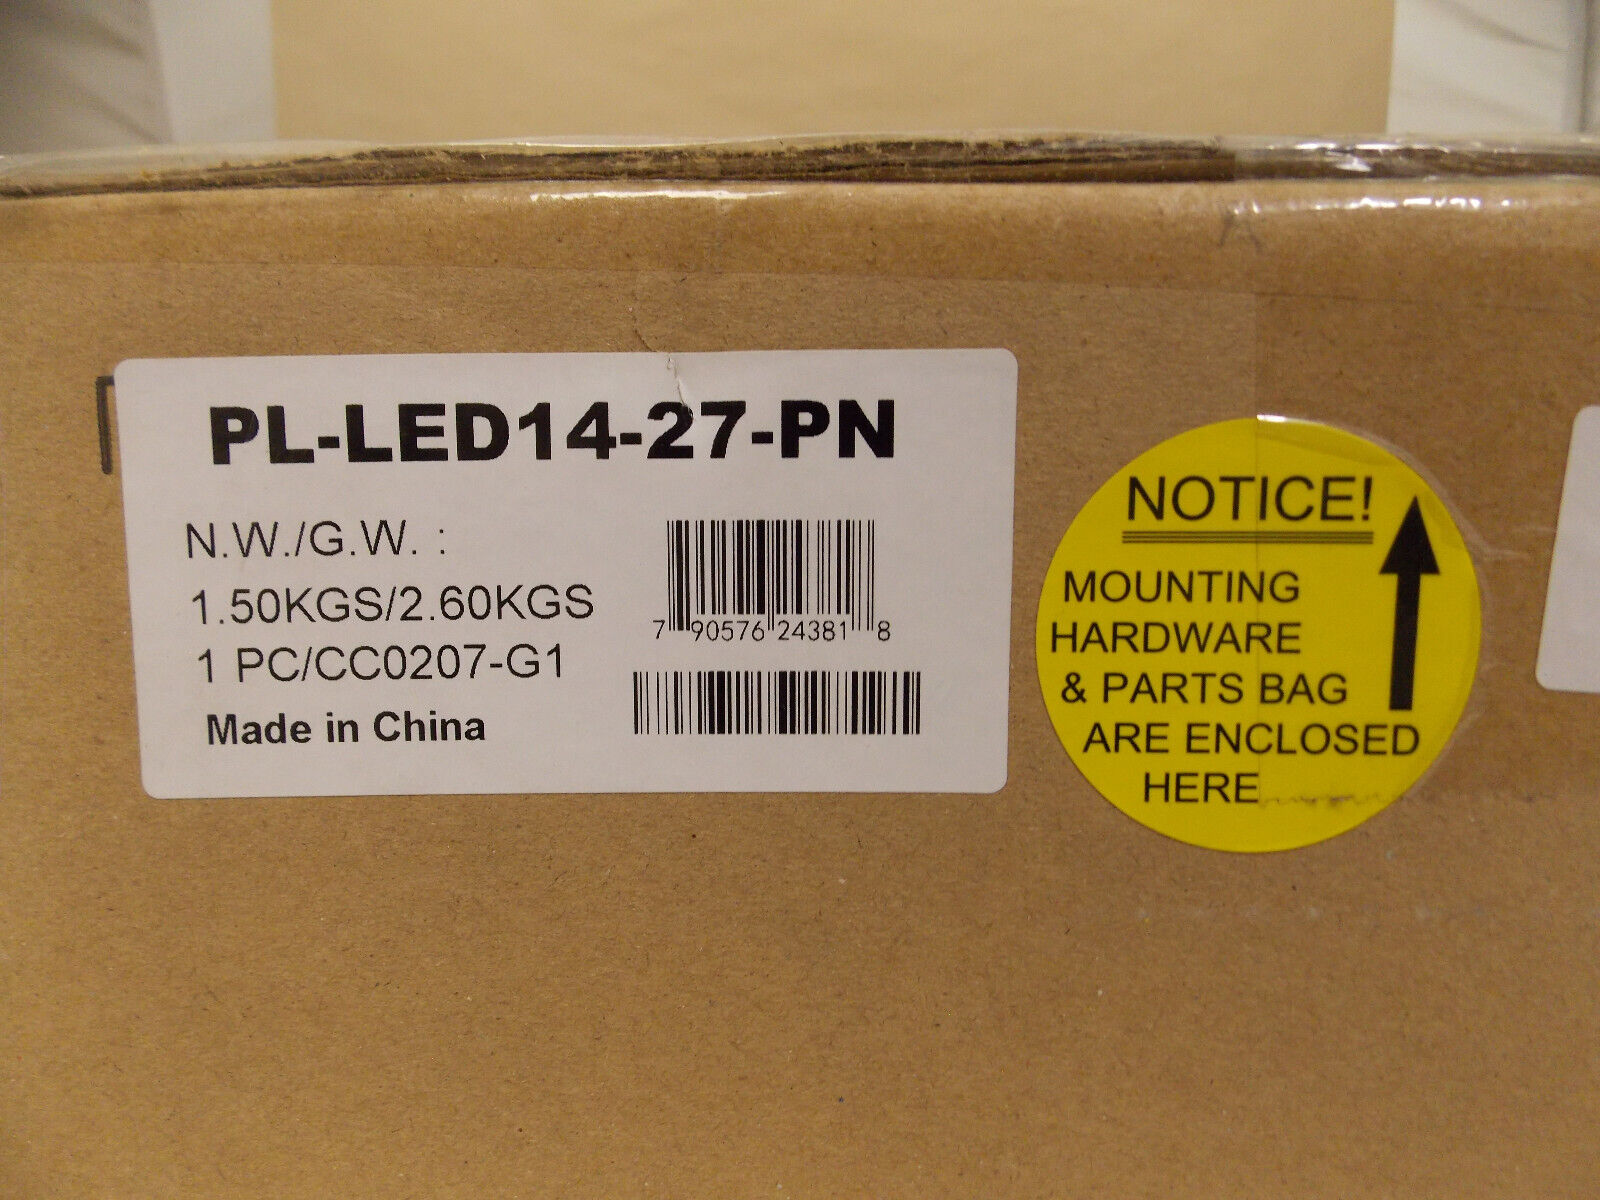 PL-LED14-27-PN
N.W./G.W. :
1.50KGS/2.60KGS
1 PC/CC0207-G1
Made in China
7 90576 24381 8
NOTICE!
MOUNTING
HARDWARE
& PARTS BAG
ARE ENCLOSED
HERE